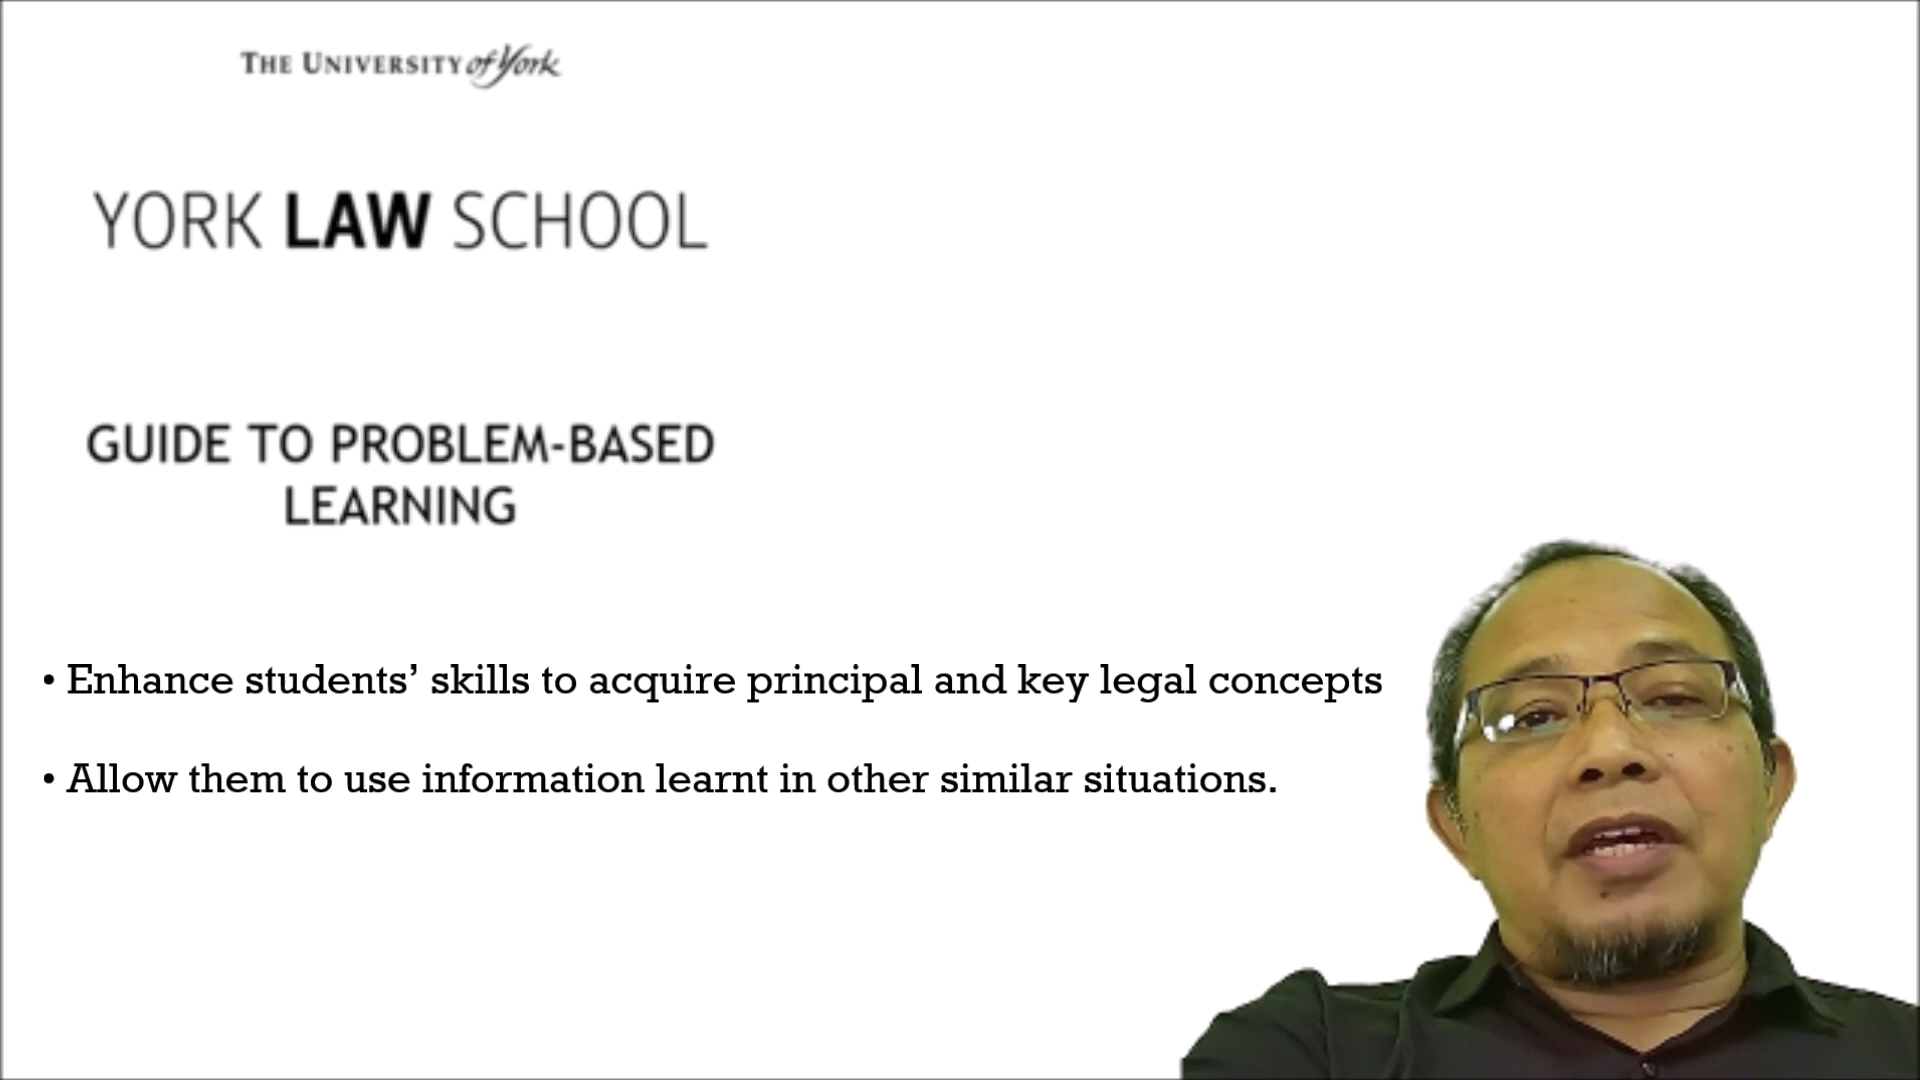 THE UNIVERSITY of York
YORK LAW SCHOOL
GUIDE TO PROBLEM-BASED
LEARNING
• Enhance students’ skills to acquire principal and key legal concepts
• Allow them to use information learnt in other similar situations.